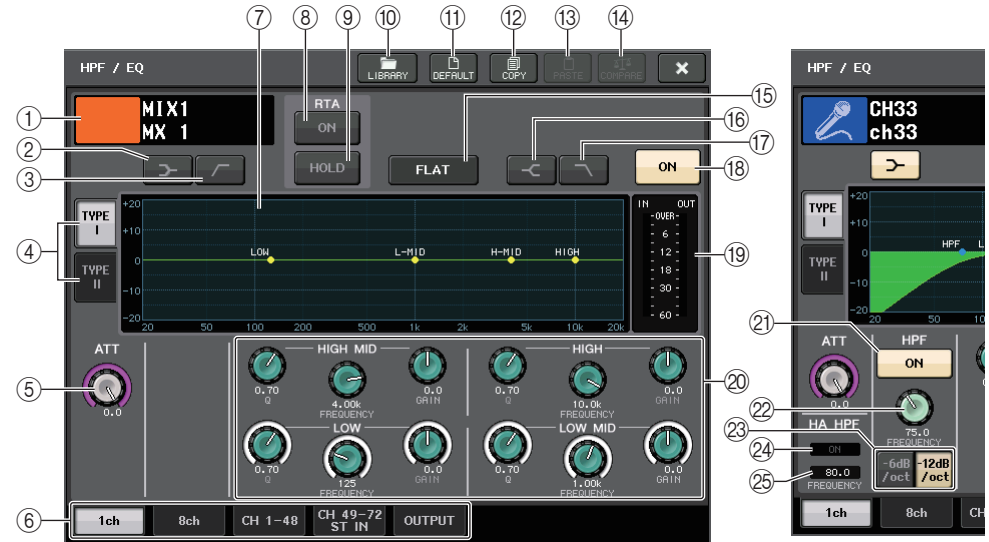 ⑦ ⑧ ⑨ ⑩ ⑪ ⑫ ⑬ ⑭
HPF / EQ
LIBRARY
DEFAULT
COPY
PASTE
COMPARE
×
① MIX1
MX 1
RTA
ON
HOLD
FLAT
ON
② ③ ⑮ ⑯ ⑰ ⑱
④ TYPE
I
TYPE
II
+20
+10
0
-10
-20
LOW L-MID H-MID HIGH
20 50 100 200 500 1k 2k 5k 10k 20k
IN OUT
-OVER-
6
12
18
30
60
⑲
⑤ ATT
0.0
HIGH MID
0.70
Q
4.00k
FREQUENCY
0.0
GAIN
HIGH
0.70
Q
10.0k
FREQUENCY
0.0
GAIN
⑳
LOW
0.70
Q
125
FREQUENCY
0.0
GAIN
LOW MID
0.70
Q
1.00k
FREQUENCY
0.0
GAIN
⑥ 1ch
8ch
CH 1-48
CH 49-72
ST IN
OUTPUT
HPF / EQ
CH33
ch33
TYPE
I
TYPE
II
+20
+10
0
-10
-20
HPF L
20 50 10
㉑ ㉒ ㉓ ㉔ ㉕
ATT
0.0
HPF
ON
75.0
FREQUENCY
HA HPF
ON
80.0
FREQUENCY
-6dB
/oct
-12dB
/oct
1ch
8ch
CH